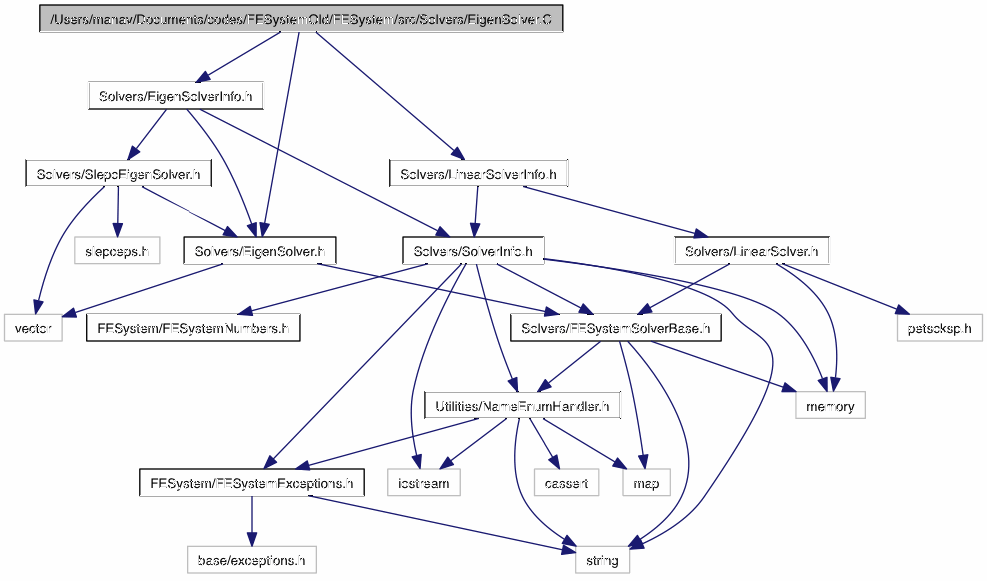 /Users/manav/Documents/codes/FESystemOld/FESystem/src/Solvers/EigenSolver.C
Solvers/EigenSolverInfo.h
Solvers/SlepcEigenSolver.h
Solvers/LinearSolverInfo.h
slepceps.h
Solvers/EigenSolver.h
Solvers/SolverInfo.h
Solvers/LinearSolver.h
vector
FESystem/FESystemNumbers.h
Solvers/FESystemSolverBase.h
petscksp.h
Utilities/NameEnumHandler.h
memory
FESystem/FESystemExceptions.h
iostream
cassert
map
base/exceptions.h
string